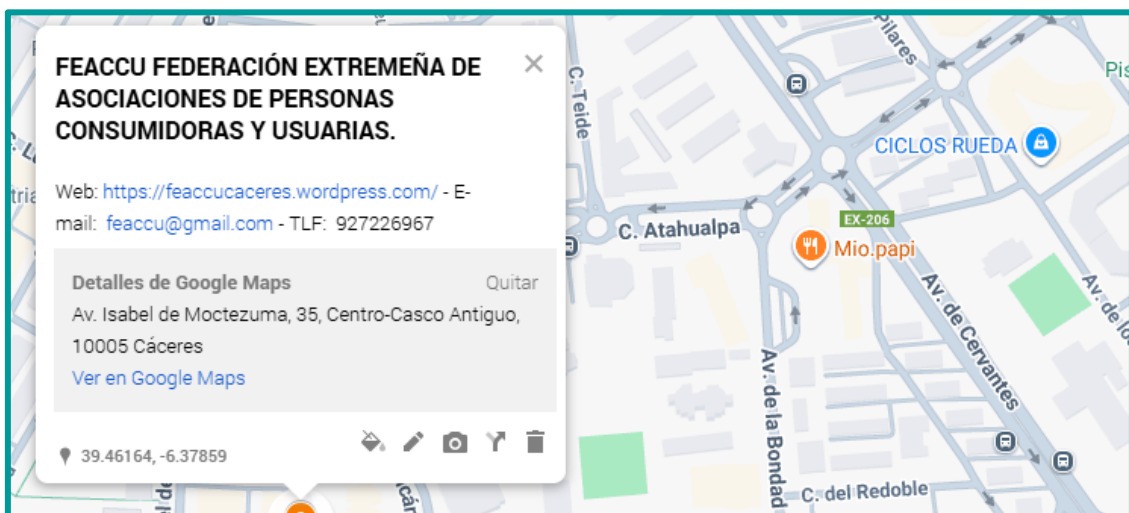 FEACCU FEDERACIÓN EXTREMEÑA DE
ASOCIACIONES DE PERSONAS
CONSUMIDORAS Y USUARIAS.
Web: https://feaccucaceres.wordpress.com/ - E-
mail: feaccu@gmail.com - TLF: 927226967
Detalles de Google Maps
Quitar
Av. Isabel de Moctezuma, 35, Centro-Casco Antiguo,
10005 Cáceres
Ver en Google Maps
39.46164, -6.37859
C. Teide
Pilares
CICLOS RUEDA
C. Atahualpa
EX-206
Mio.papi
Av. de Cervantes
Av. de la Bondad
C. del Redoble